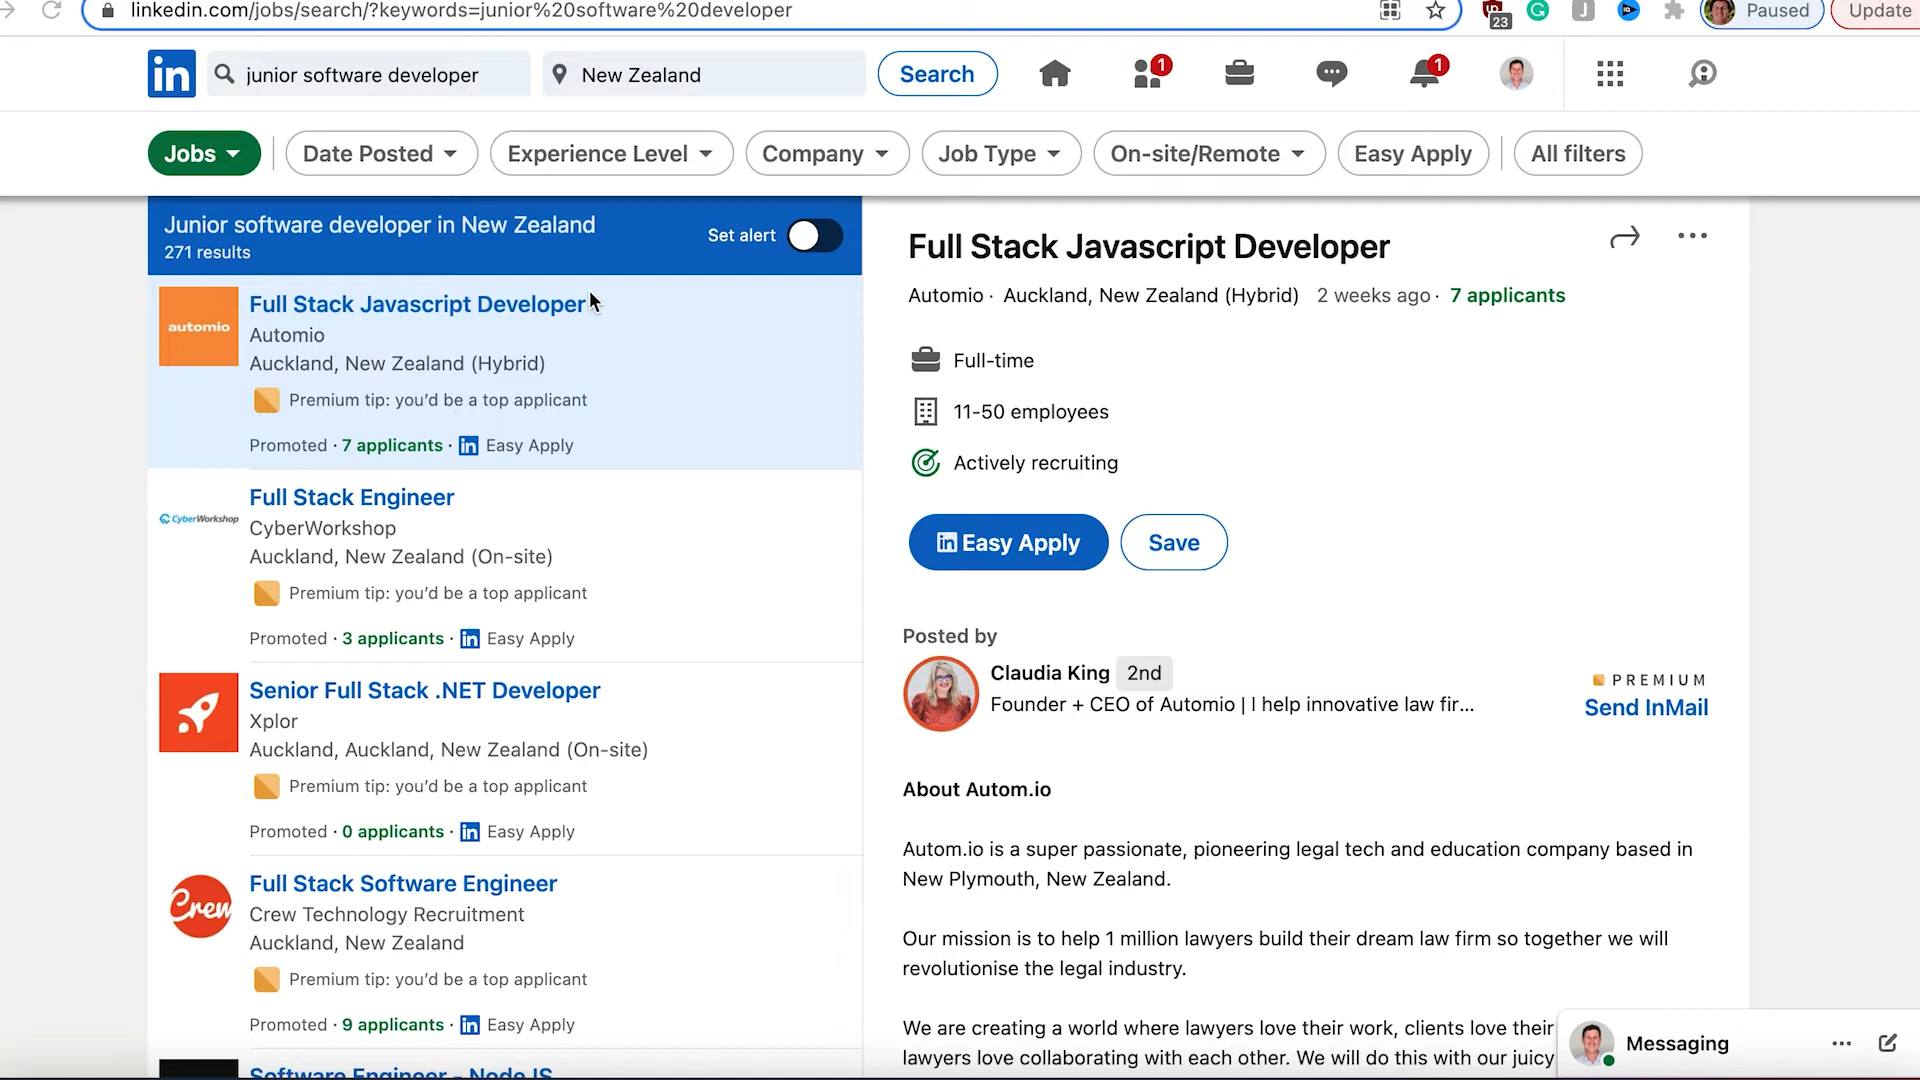 linkedin.com/jobs/search/?keywords=junior%20software%20developer
23
Paused
Update
in
junior software developer
New Zealand
Search
1
1
Jobs
Date Posted
Experience Level
Company
Job Type
On-site/Remote
Easy Apply
All filters
Junior software developer in New Zealand
271 results
Set alert
automio
Full Stack Javascript Developer
Automio
Auckland, New Zealand (Hybrid)
Premium tip: you'd be a top applicant
Promoted · 7 applicants · in Easy Apply
CyberWorkshop
Full Stack Engineer
CyberWorkshop
Auckland, New Zealand (On-site)
Premium tip: you'd be a top applicant
Promoted · 3 applicants · in Easy Apply
Senior Full Stack .NET Developer
Xplor
Auckland, Auckland, New Zealand (On-site)
Premium tip: you'd be a top applicant
Promoted · 0 applicants · in Easy Apply
Crew
Full Stack Software Engineer
Crew Technology Recruitment
Auckland, New Zealand
Premium tip: you'd be a top applicant
Promoted · 9 applicants · in Easy Apply
Software Engineer - NodeJS
Full Stack Javascript Developer
Automio · Auckland, New Zealand (Hybrid) 2 weeks ago · 7 applicants
Full-time
11-50 employees
Actively recruiting
in Easy Apply
Save
Posted by
Claudia King 2nd
Founder + CEO of Automio | I help innovative law fir...
PREMIUM
Send InMail
About Autom.io
Autom.io is a super passionate, pioneering legal tech and education company based in
New Plymouth, New Zealand.
Our mission is to help 1 million lawyers build their dream law firm so together we will
revolutionise the legal industry.
We are creating a world where lawyers love their work, clients love their
lawyers love collaborating with each other. We will do this with our juicy
Messaging